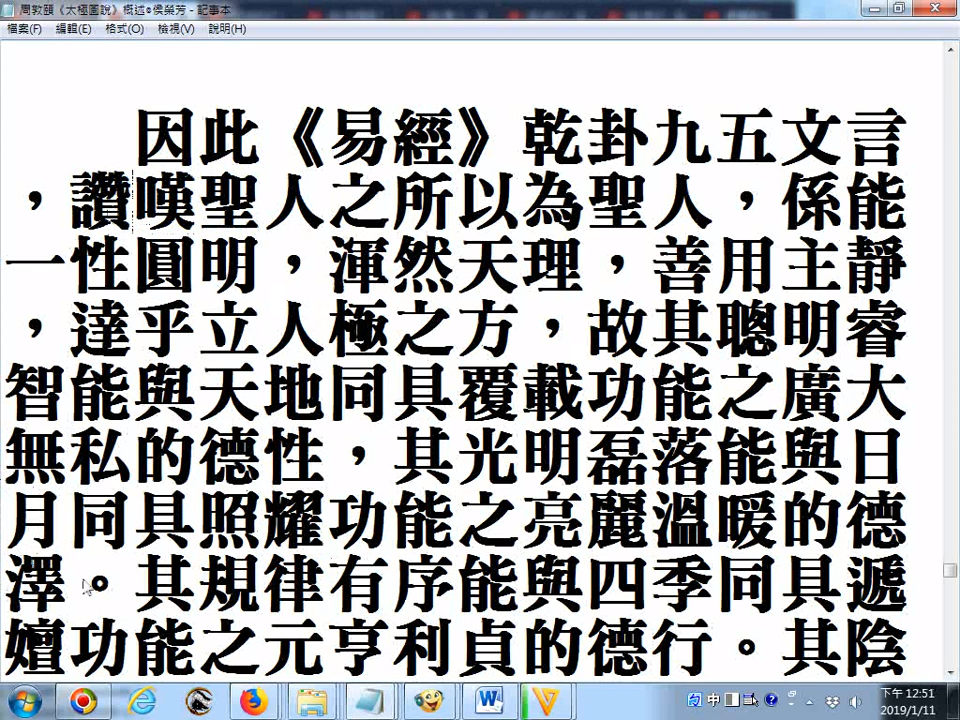 周敦頤《太極圖說》概述◎侯榮芳 - 記事本
檔案(F) 編輯(E) 格式(O) 檢視(V) 說明(H)
因此《易經》乾卦九五文言
，讚嘆聖人之所以為聖人，係能
一性圓明，渾然天理，善用主靜
，達乎立人極之方，故其聰明睿
智能與天地同具覆載功能之廣大
無私的德性，其光明磊落能與日
月同具照耀功能之亮麗溫暖的德
澤。其規律有序能與四季同具遞
嬗功能之元亨利貞的德行。其陰
中
下午 12:51
2019/1/11